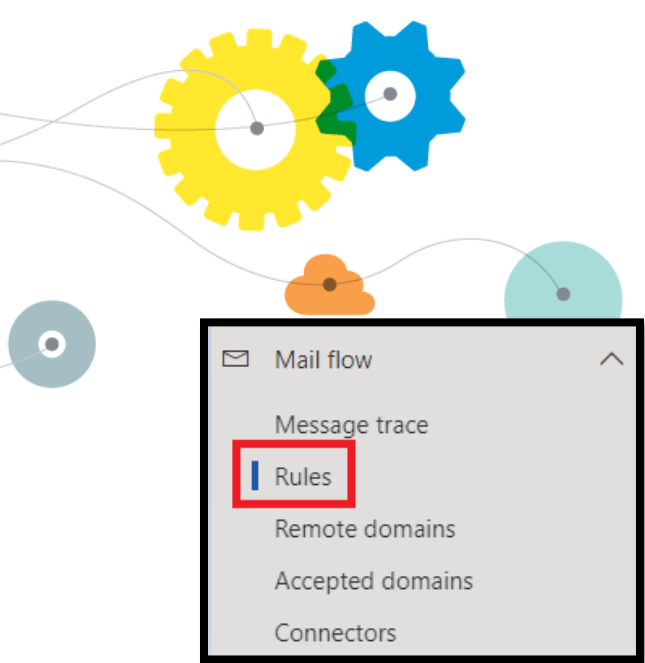 Mail flow
Message trace
Rules
Remote domains
Accepted domains
Connectors